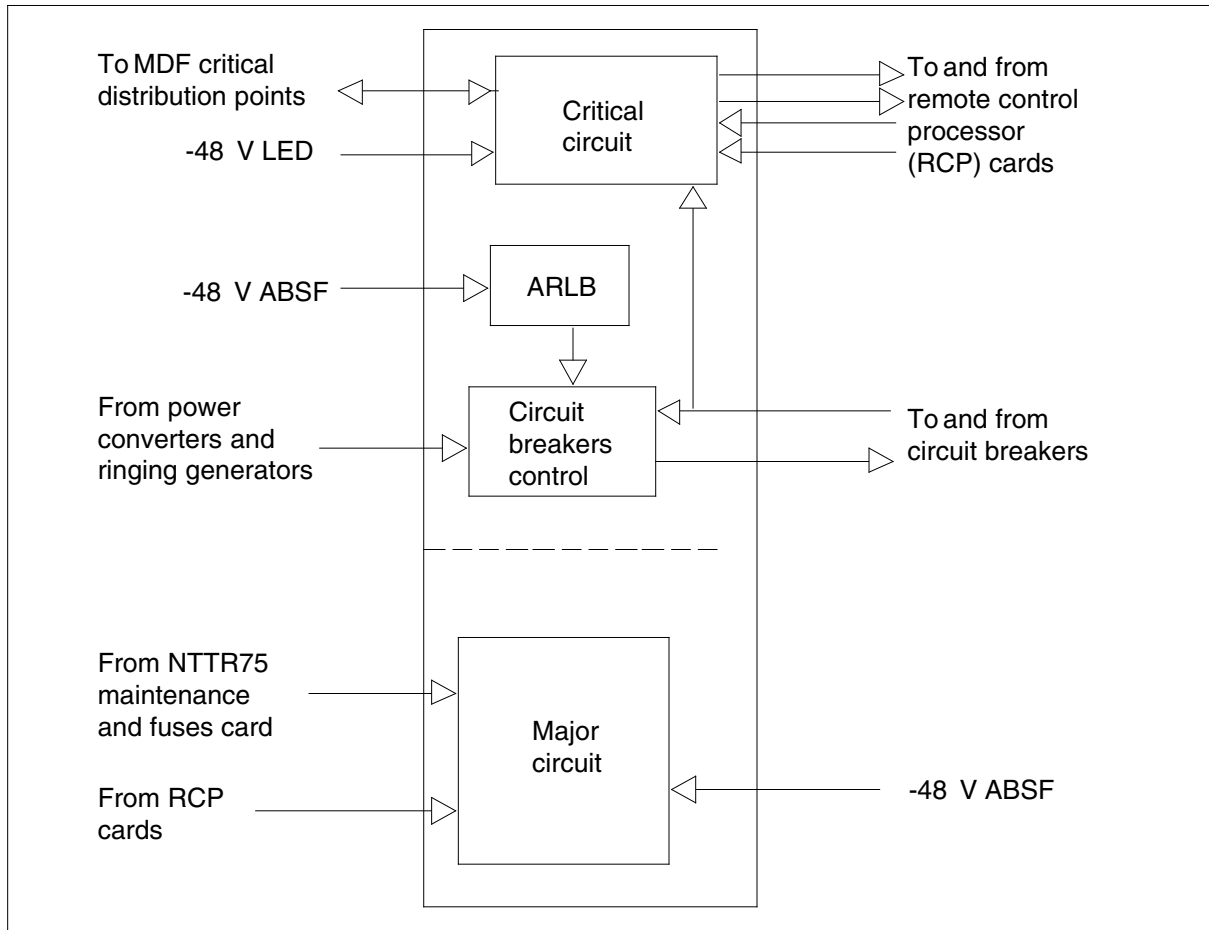 To MDF critical
distribution points
-48 V LED
Critical
circuit
To and from
remote control
processor
(RCP) cards
-48 V ABSF
ARLB
From power
converters and
ringing generators
Circuit
breakers
control
To and from
circuit breakers
From NTTR75
maintenance
and fuses card
Major
circuit
From RCP
cards
-48 V ABSF